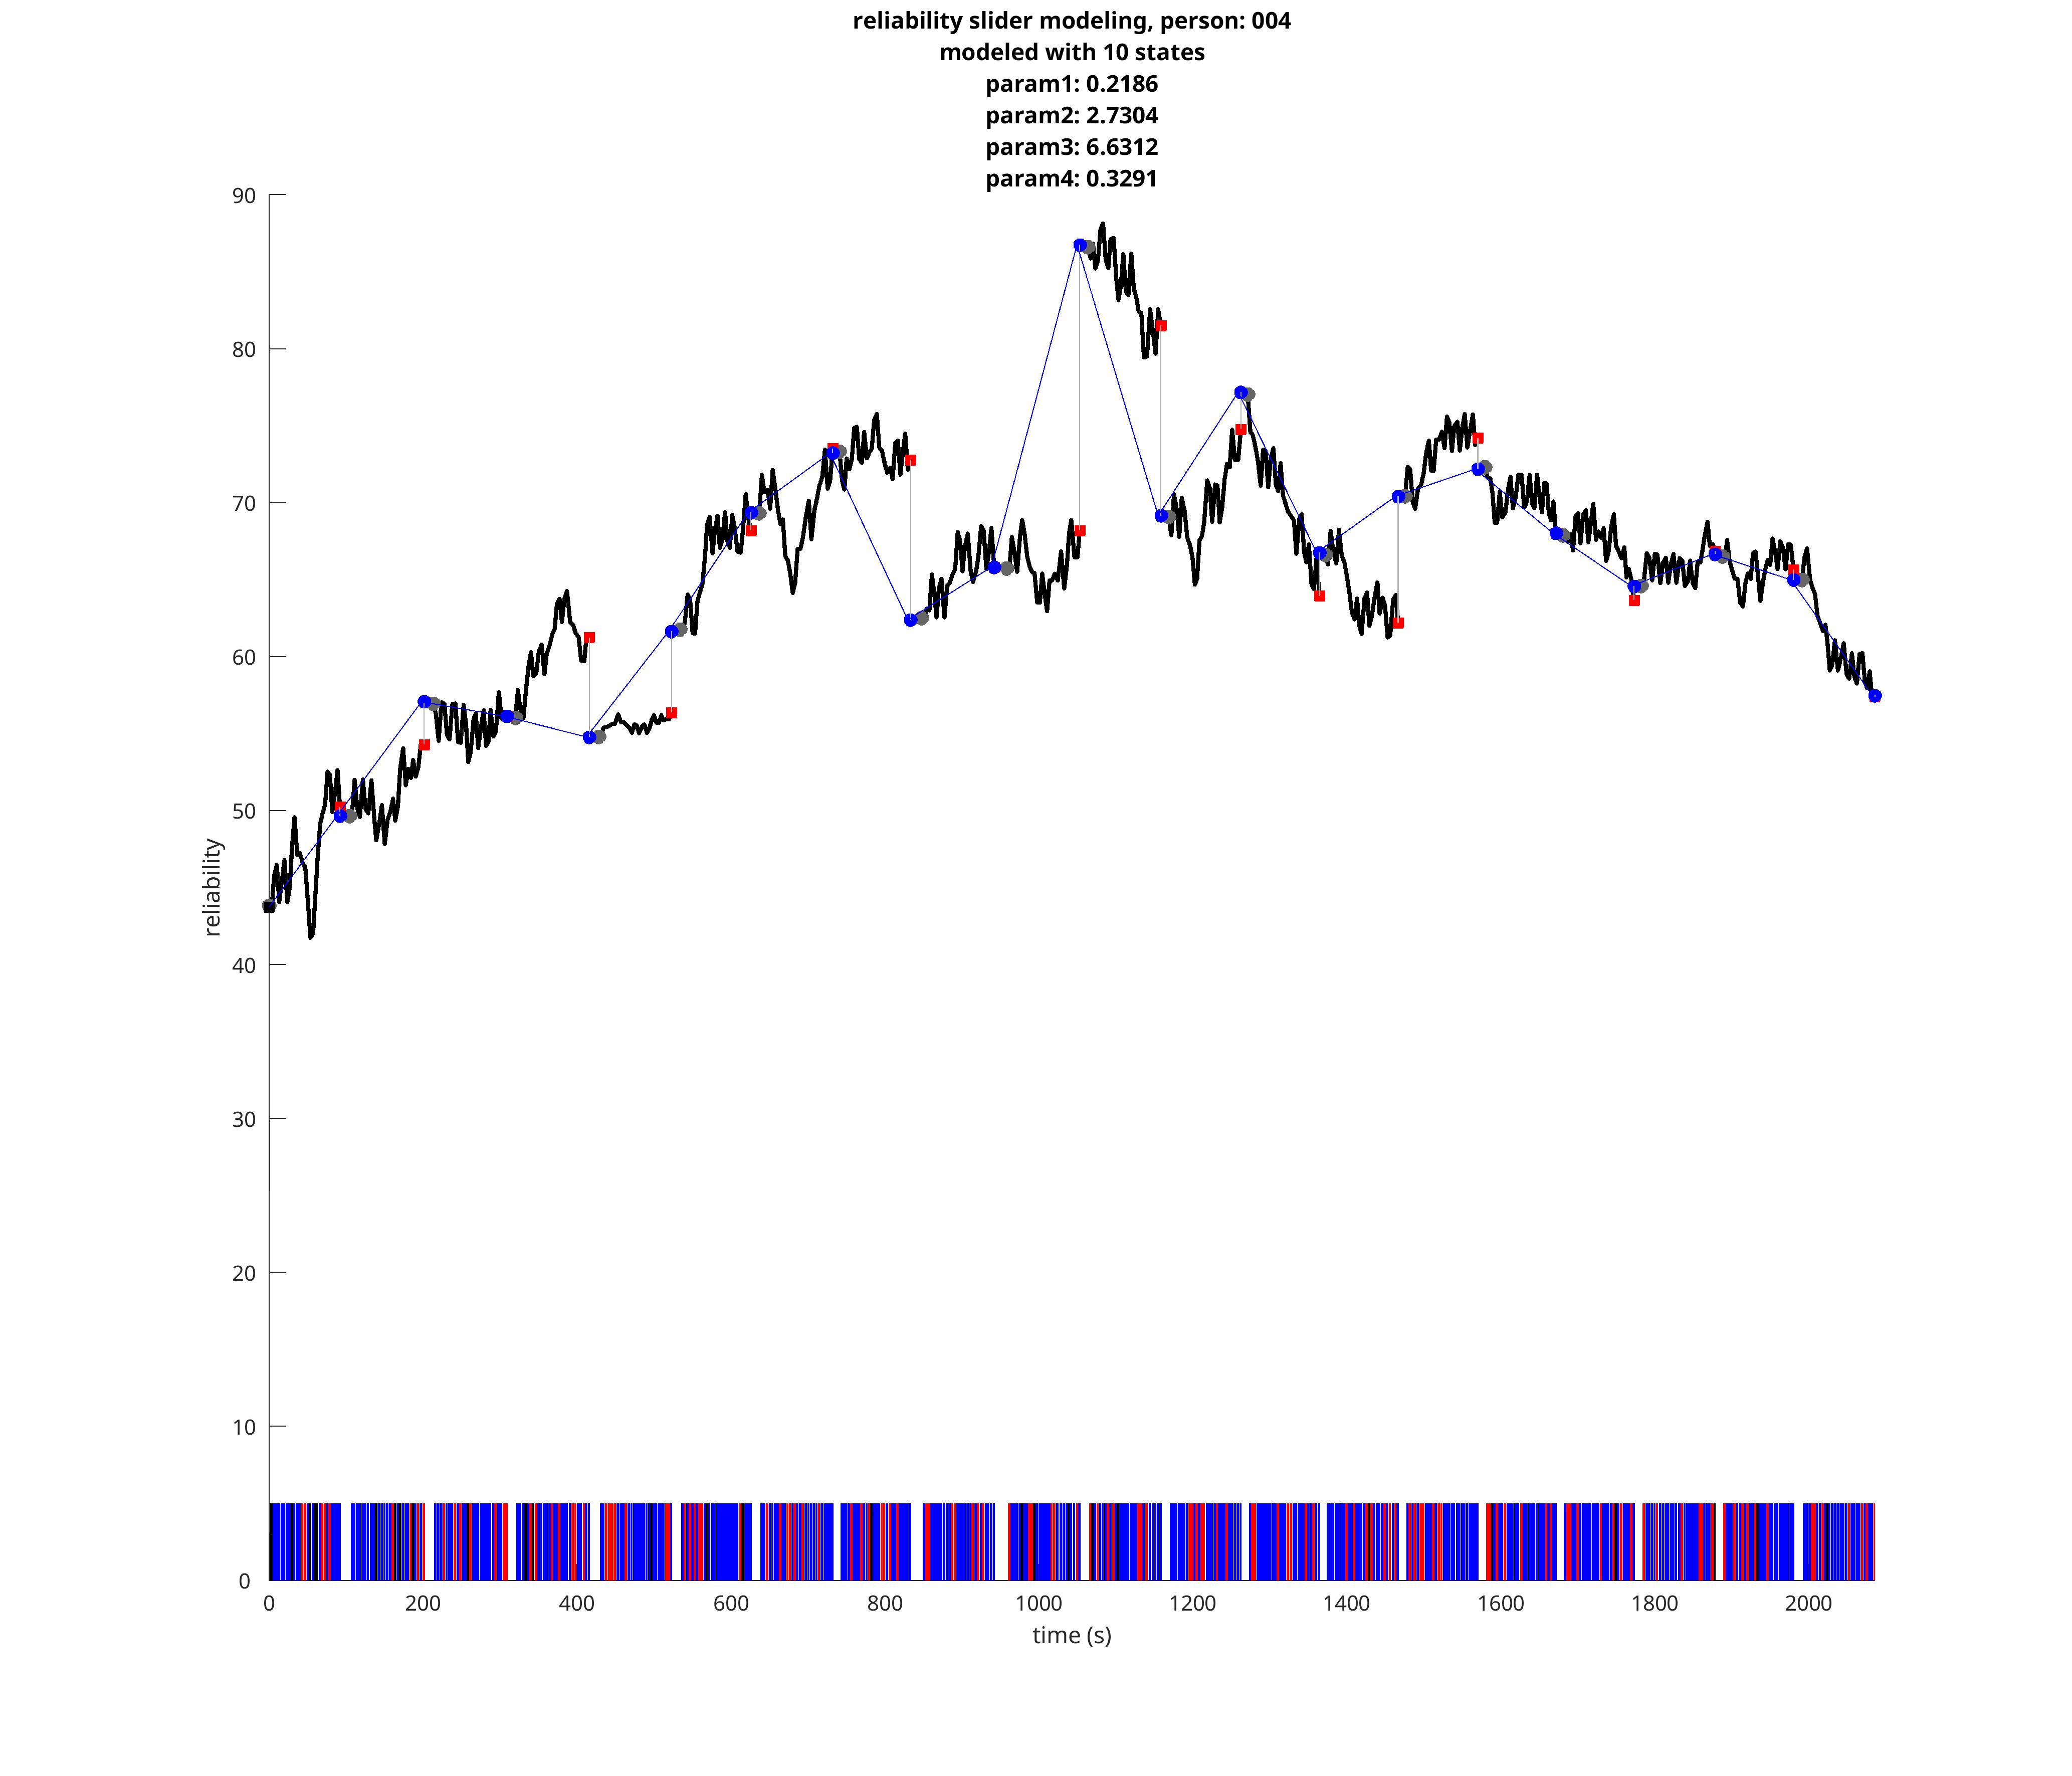 reliability slider modeling, person: 004
modeled with 10 states
param1: 0.2186
param2: 2.7304
param3: 6.6312
param4: 0.3291
90
80
70
60
50
40
30
20
10
0
reliability
0 200 400 600 800 1000 1200 1400 1600 1800 2000
time (s)